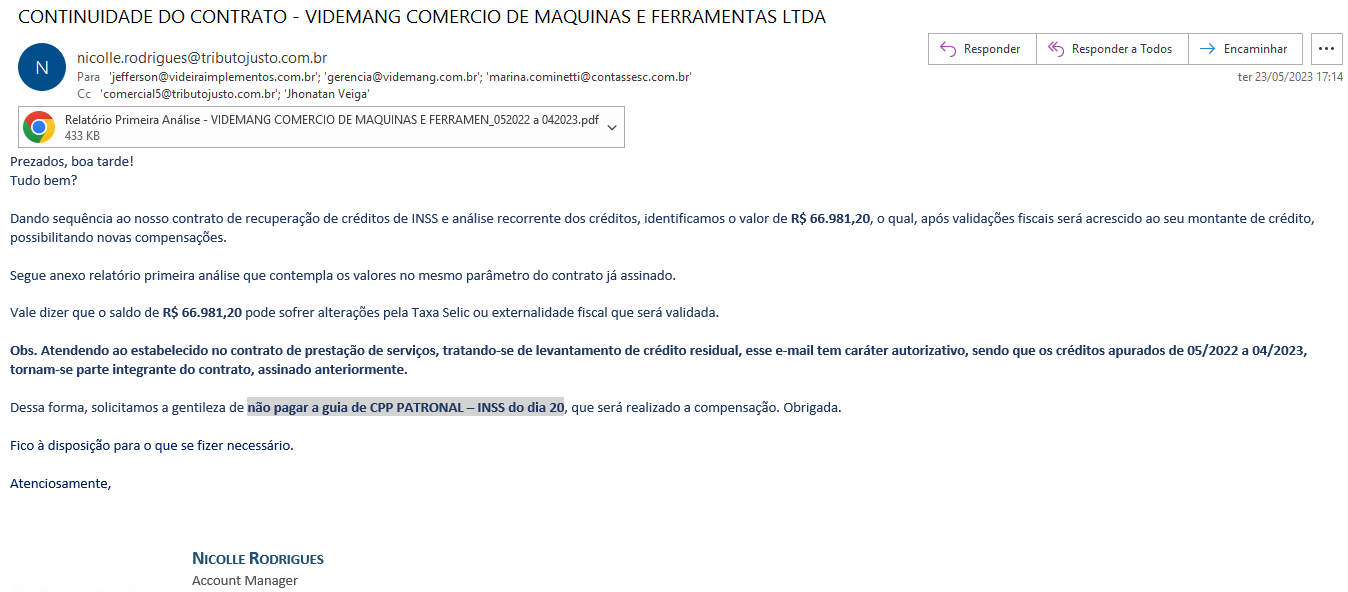 CONTINUIDADE DO CONTRATO - VIDEMANG COMERCIO DE MAQUINAS E FERRAMENTAS LTDA
N
nicolle.rodrigues@tributojusto.com.br
Para 'jefferson@videiraimplementos.com.br'; 'gerencia@videmang.com.br'; 'marina.cominetti@contassesc.com.br'
Cc 'comercial5@tributojusto.com.br'; 'Jhonatan Veiga'
Responder
Responder a Todos
Encaminhar
ter 23/05/2023 17:14
Relatório Primeira Análise - VIDEMANG COMERCIO DE MAQUINAS E FERRAMEN_052022 a 042023.pdf
433 KB
Prezados, boa tarde!
Tudo bem?
Dando sequência ao nosso contrato de recuperação de créditos de INSS e análise recorrente dos créditos, identificamos o valor de R$ 66.981,20, o qual, após validações fiscais será acrescido ao seu montante de crédito,
possibilitando novas compensações.
Segue anexo relatório primeira análise que contempla os valores no mesmo parâmetro do contrato já assinado.
Vale dizer que o saldo de R$ 66.981,20 pode sofrer alterações pela Taxa Selic ou externalidade fiscal que será validada.
Obs. Atendendo ao estabelecido no contrato de prestação de serviços, tratando-se de levantamento de crédito residual, esse e-mail tem caráter autorizativo, sendo que os créditos apurados de 05/2022 a 04/2023,
tornam-se parte integrante do contrato, assinado anteriormente.
Dessa forma, solicitamos a gentileza de não pagar a guia de CPP PATRONAL – INSS do dia 20, que será realizado a compensação. Obrigada.
Fico à disposição para o que se fizer necessário.
Atenciosamente,
NICOLLE RODRIGUES
Account Manager